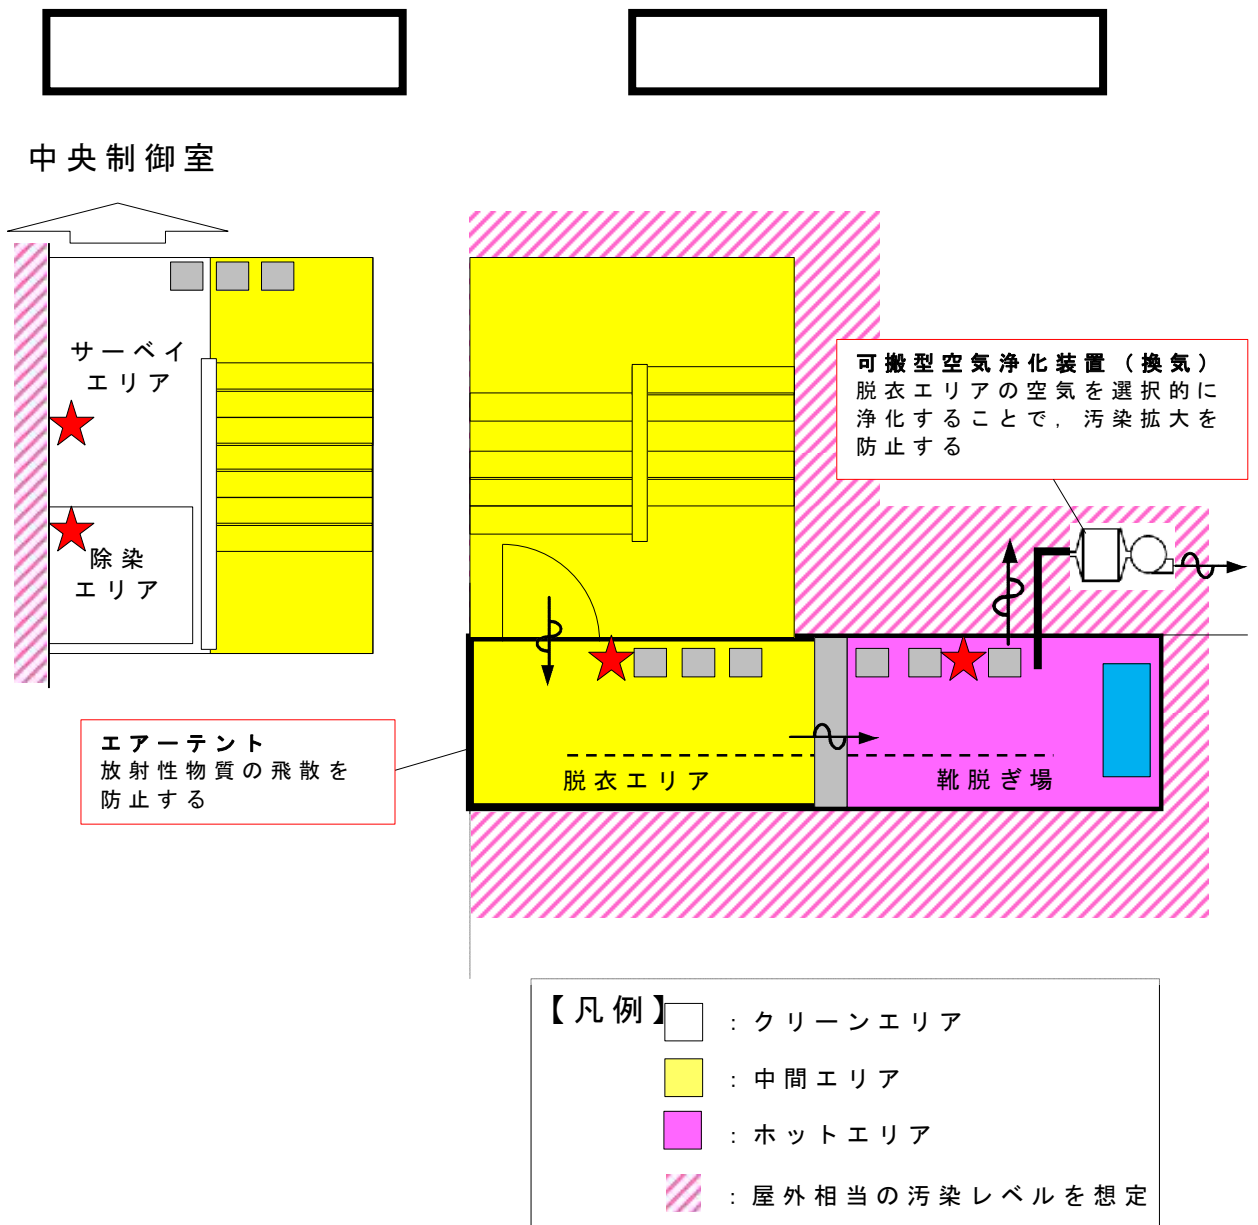 中央制御室
サーベイ
エリア
除染
エリア
可搬型空気浄化装置（換気）
脱衣エリアの空気を選択的に
浄化することで，汚染拡大を
防止する
エアーテント
放射性物質の飛散を
防止する
脱衣エリア
靴脱ぎ場
【凡例】
：クリーンエリア
：中間エリア
：ホットエリア
：屋外相当の汚染レベルを想定